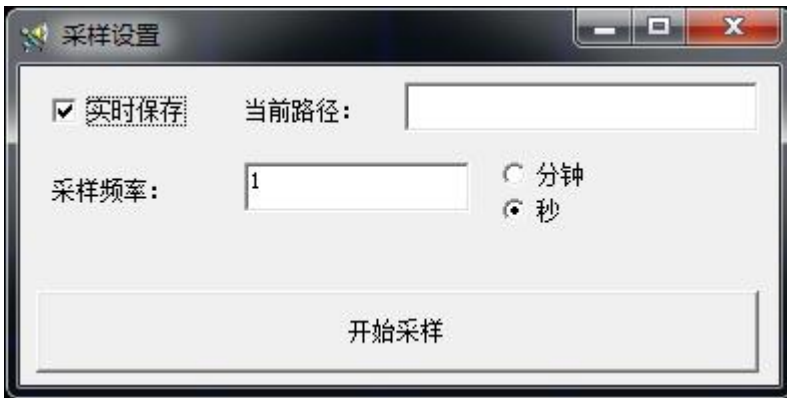 采样设置
实时保存 当前路径：
采样频率： 1 分钟
秒
开始采样